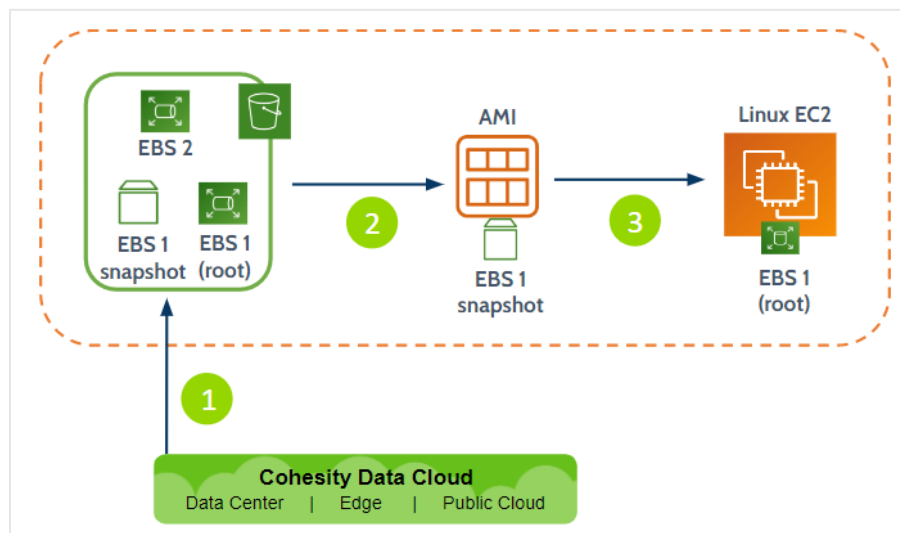 EBS 2
EBS 1
snapshot
EBS 1
(root)
2
AMI
EBS 1
snapshot
3
Linux EC2
EBS 1
(root)
1
Cohesity Data Cloud
Data Center | Edge | Public Cloud